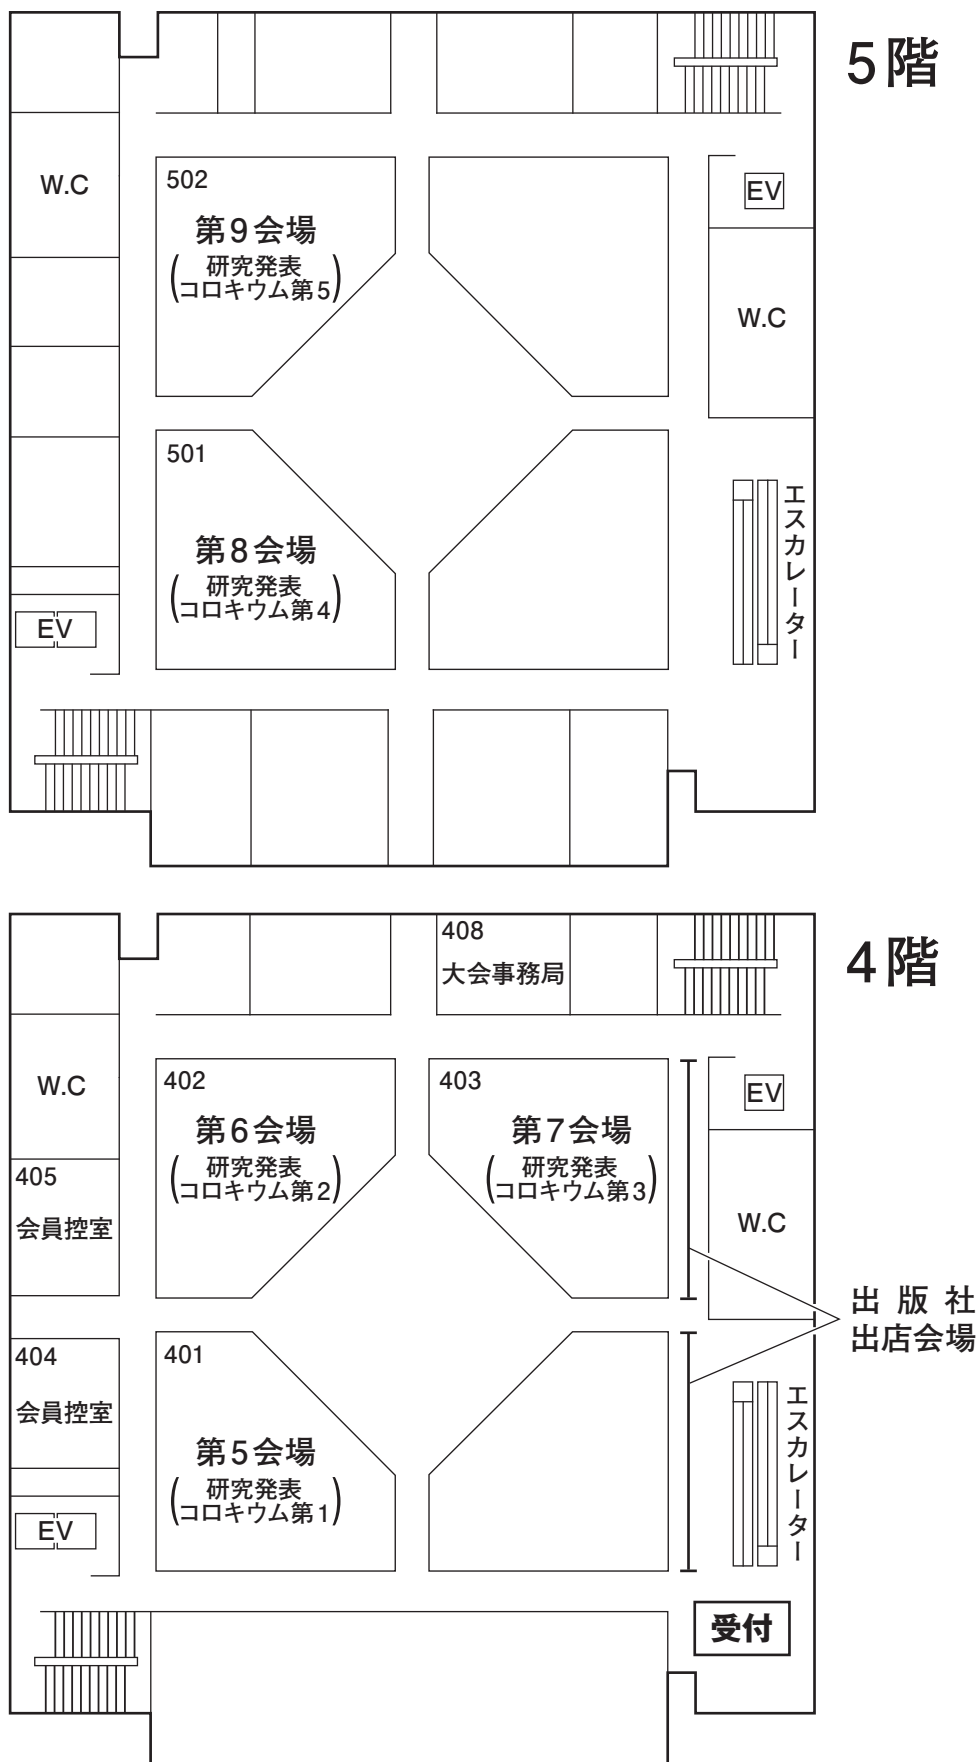 5階
W.C
502
第9会場
(研究発表
コロキウム第5)
EV
W.C
501
第8会場
(研究発表
コロキウム第4)
エスカレーター
EV
4階
408
大会事務局
W.C
402
第6会場
(研究発表
コロキウム第2)
403
第7会場
(研究発表
コロキウム第3)
EV
405
会員控室
W.C
出版社
出店会場
404
会員控室
401
第5会場
(研究発表
コロキウム第1)
エスカレーター
EV
受付